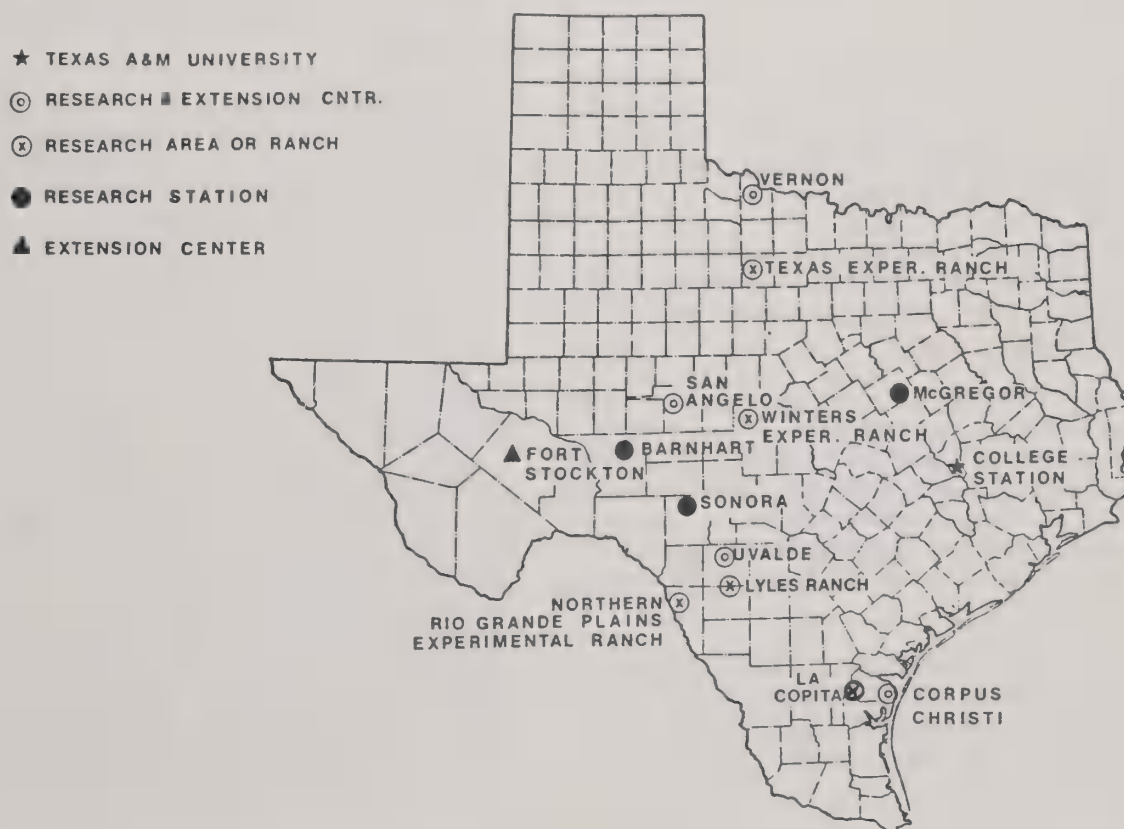 TEXAS A&M UNIVERSITY
RESEARCH & EXTENSION CNTR.
RESEARCH AREA OR RANCH
RESEARCH STATION
EXTENSION CENTER
VERNON
TEXAS EXPER. RANCH
SAN
ANGELO
WINTERS
EXPER. RANCH
McGREGOR
FORT
STOCKTON
BARNHART
COLLEGE
STATION
SONORA
UVALDE
LYLES RANCH
NORTHERN
RIO GRANDE PLAINS
EXPERIMENTAL RANCH
LA
COPITA
CORPUS
CHRISTI